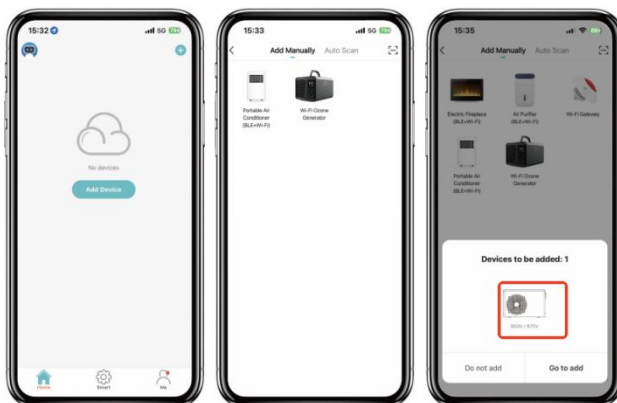 15:32
5G
No devices
Add Device
Home
Smart
Me
15:33
5G
Add Manually Auto Scan
Portable Air
Conditioner
(BLE+Wi-Fi)
Wi-Fi Ozone
Generator
15:35
Add Manually Auto Scan
Electric Fireplace
(BLE+Wi-Fi)
Air Purifier
(BLE+Wi-Fi)
Wi-Fi Gateway
Portable Air
Conditioner
(BLE+Wi-Fi)
Wi-Fi Ozone
Generator
Devices to be added: 1
Do not add
Go to add